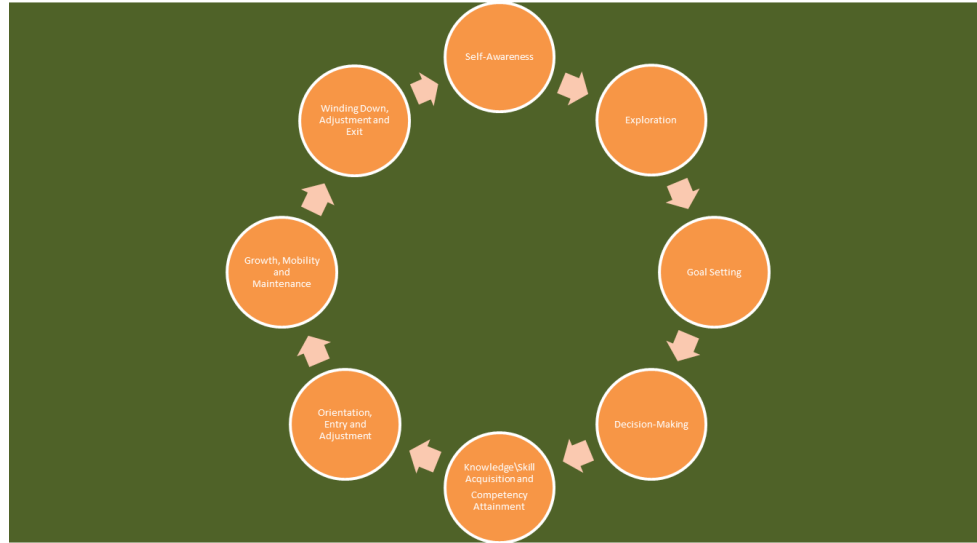 Self-Awareness
Exploration
Goal Setting
Decision-Making
Knowledge\Skill
Acquisition and
Competency
Attainment
Orientation,
Entry and
Adjustment
Growth, Mobility
and
Maintenance
Winding Down,
Adjustment and
Exit